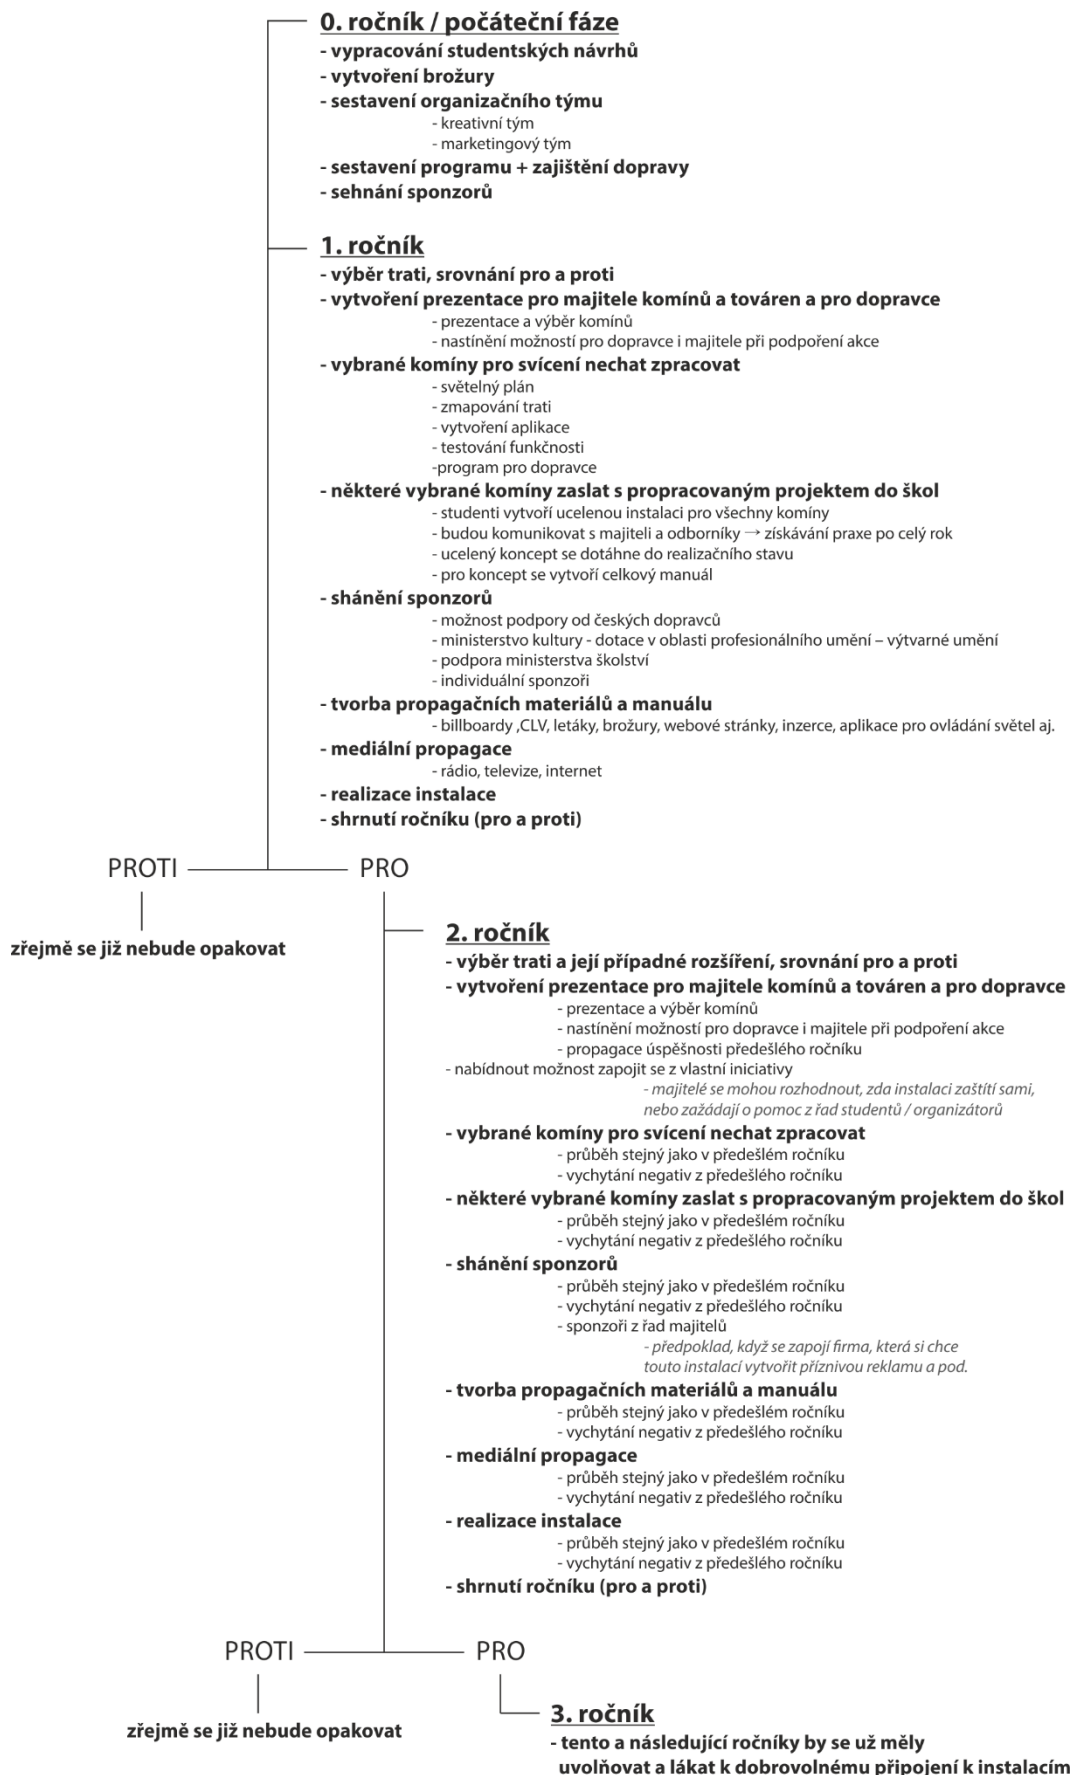 0. ročník / počáteční fáze
- vypracování studentských návrhů
- vytvoření brožury
- sestavení organizačního týmu
- kreativní tým
- marketingový tým
- sestavení programu + zajištění dopravy
- sehnání sponzorů
1. ročník
- výběr trati, srovnání pro a proti
- vytvoření prezentace pro majitele komínů a továren a pro dopravce
- prezentace a výběr komínů
- nastínění možností pro dopravce i majitele při podpoření akce
- vybrané komíny pro svícení nechat zpracovat
- světelný plán
- zmapování trati
- vytvoření aplikace
- testování funkčnosti
-program pro dopravce
- některé vybrané komíny zaslat s propracovaným projektem do škol
- studenti vytvoří ucelenou instalaci pro všechny komíny
- budou komunikovat s majiteli a odborníky → získávání praxe po celý rok
- ucelený koncept se dotáhne do realizačního stavu
- pro koncept se vytvoří celkový manuál
- shánění sponzorů
- možnost podpory od českých dopravců
- ministerstvo kultury - dotace v oblasti profesionálního umění – výtvarné umění
- podpora ministerstva školství
- individuální sponzoři
- tvorba propagačních materiálů a manuálu
- billboardy ,CLV, letáky, brožury, webové stránky, inzerce, aplikace pro ovládání světel aj.
- mediální propagace
- rádio, televize, internet
- realizace instalace
- shrnutí ročníku (pro a proti)
PROTI PRO
zřejmě se již nebude opakovat
2. ročník
- výběr trati a její případné rozšíření, srovnání pro a proti
- vytvoření prezentace pro majitele komínů a továren a pro dopravce
- prezentace a výběr komínů
- nastínění možností pro dopravce i majitele při podpoření akce
- propagace úspěšnosti předešlého ročníku
- nabídnout možnost zapojit se z vlastní iniciativy
- majitelé se mohou rozhodnout, zda instalaci zaštítí sami,
nebo zažádají o pomoc z řad studentů / organizátorů
- vybrané komíny pro svícení nechat zpracovat
- průběh stejný jako v předešlém ročníku
- vychytání negativ z předešlého ročníku
- některé vybrané komíny zaslat s propracovaným projektem do škol
- průběh stejný jako v předešlém ročníku
- vychytání negativ z předešlého ročníku
- shánění sponzorů
- průběh stejný jako v předešlém ročníku
- vychytání negativ z předešlého ročníku
- sponzoři z řad majitelů
- předpoklad, když se zapojí firma, která si chce
touto instalací vytvořit příznivou reklamu a pod.
- tvorba propagačních materiálů a manuálu
- průběh stejný jako v předešlém ročníku
- vychytání negativ z předešlého ročníku
- mediální propagace
- průběh stejný jako v předešlém ročníku
- vychytání negativ z předešlého ročníku
- realizace instalace
- průběh stejný jako v předešlém ročníku
- vychytání negativ z předešlého ročníku
- shrnutí ročníku (pro a proti)
PROTI PRO
zřejmě se již nebude opakovat
3. ročník
- tento a následující ročníky by se už měly
uvolňovat a lákat k dobrovolnému připojení k instalacím